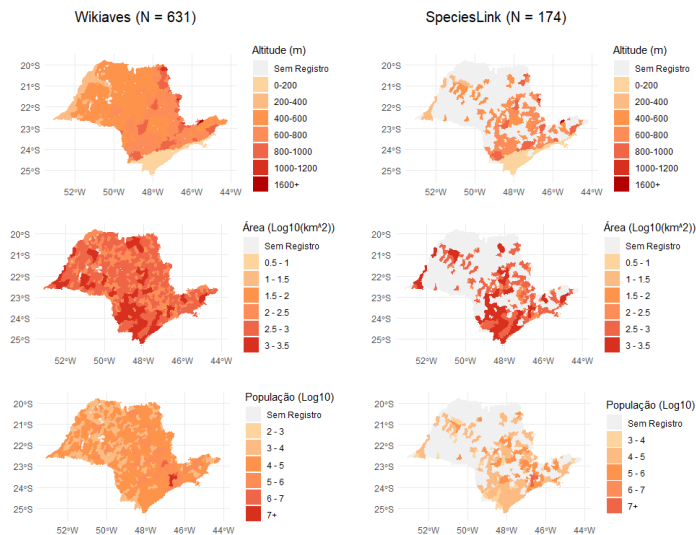 Wikiaves (N = 631)
SpeciesLink (N = 174)
Altitude (m)
Sem Registro
0-200
200-400
400-600
600-800
800-1000
1000-1200
1600+
20°S
21°S
22°S
23°S
24°S
25°S
52°W 50°W 48°W 46°W 44°W
Altitude (m)
Sem Registro
0-200
200-400
400-600
600-800
800-1000
1000-1200
1600+
20°S
21°S
22°S
23°S
24°S
25°S
52°W 50°W 48°W 46°W 44°W
Área (Log10(km^2))
Sem Registro
0.5 - 1
1 - 1.5
1.5 - 2
2 - 2.5
2.5 - 3
3 - 3.5
20°S
21°S
22°S
23°S
24°S
25°S
52°W 50°W 48°W 46°W 44°W
Área (Log10(km^2))
Sem Registro
0.5 - 1
1 - 1.5
1.5 - 2
2 - 2.5
2.5 - 3
3 - 3.5
20°S
21°S
22°S
23°S
24°S
25°S
52°W 50°W 48°W 46°W 44°W
População (Log10)
Sem Registro
2 - 3
3 - 4
4 - 5
5 - 6
6 - 7
7+
20°S
21°S
22°S
23°S
24°S
25°S
52°W 50°W 48°W 46°W 44°W
População (Log10)
Sem Registro
3 - 4
4 - 5
5 - 6
6 - 7
7+
20°S
21°S
22°S
23°S
24°S
25°S
52°W 50°W 48°W 46°W 44°W